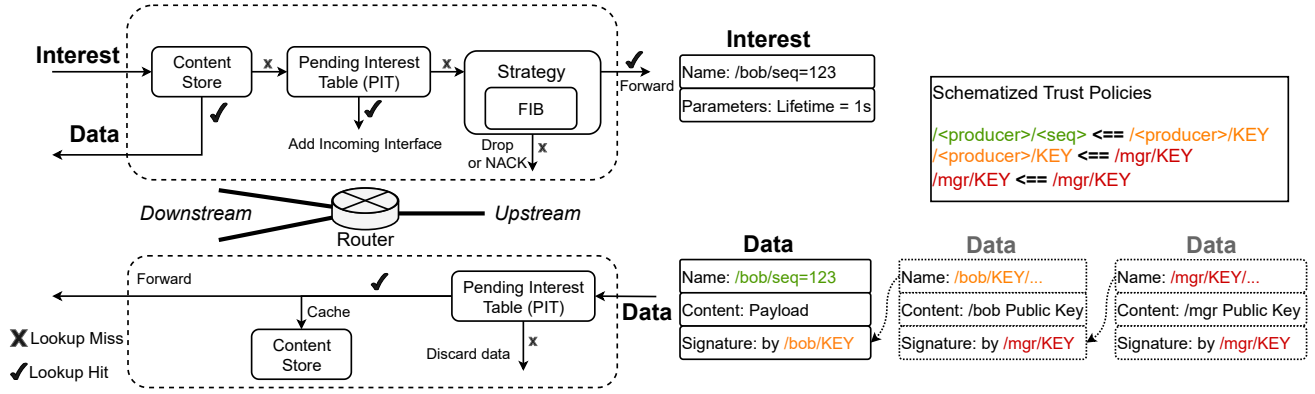 Interest
Content
Store
x
Pending Interest
Table (PIT)
x
Strategy
FIB
Forward
Data
Add Incoming Interface
Drop
or NACK
x
Downstream
Upstream
Router
Forward
Pending Interest
Table (PIT)
Data
Cache
Content
Store
Discard data
x
X Lookup Miss
Lookup Hit
Interest
Name: /bob/seq=123
Parameters: Lifetime = 1s
Schematized Trust Policies
/<producer>/<seq> <== /<producer>/KEY
/<producer>/KEY <== /mgr/KEY
/mgr/KEY <== /mgr/KEY
Data
Name: /bob/seq=123
Content: Payload
Signature: by /bob/KEY
Data
Name: /bob/KEY/...
Content: /bob Public Key
Signature: by /mgr/KEY
Data
Name: /mgr/KEY/...
Content: /mgr Public Key
Signature: by /mgr/KEY